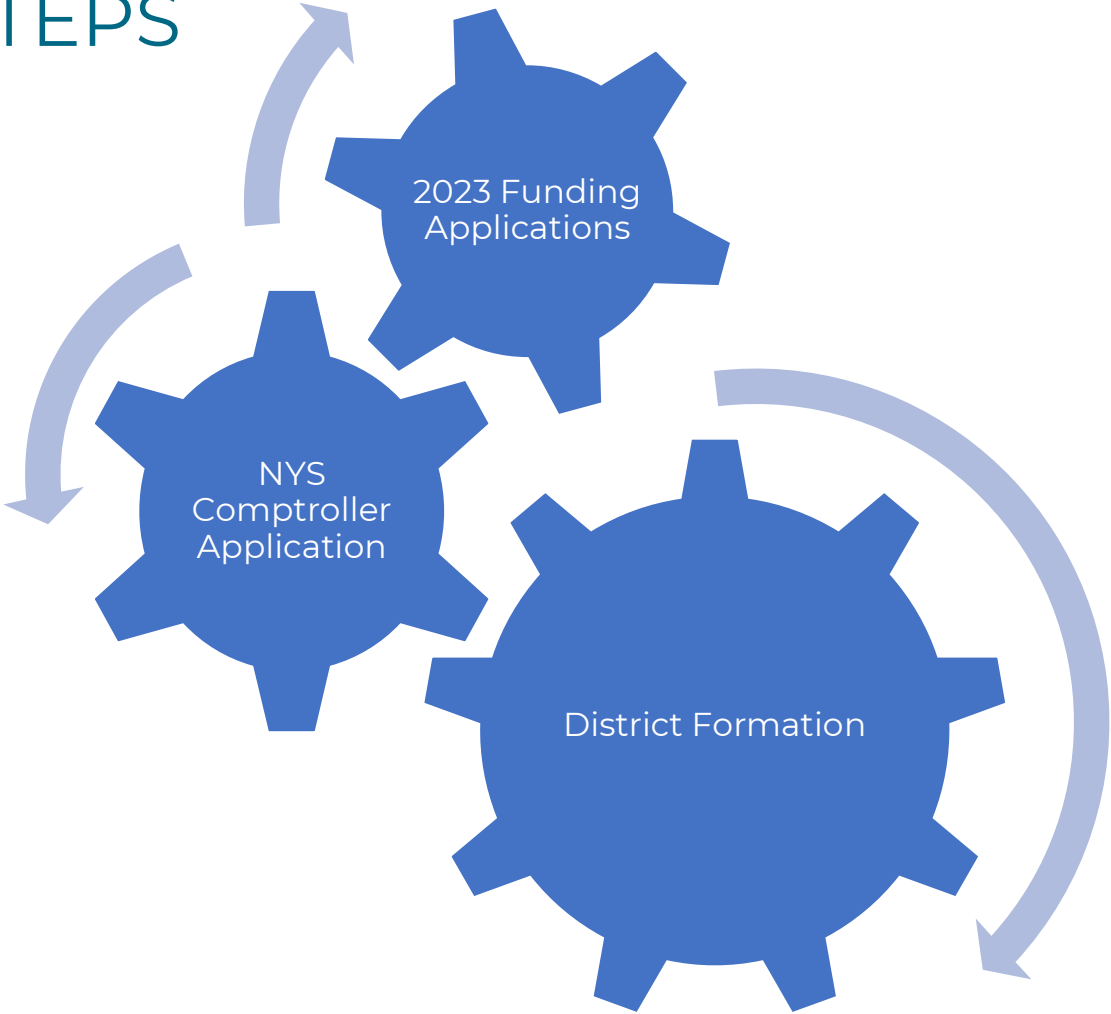 TEPS
2023 Funding
Applications
NYS
Comptroller
Application
District Formation